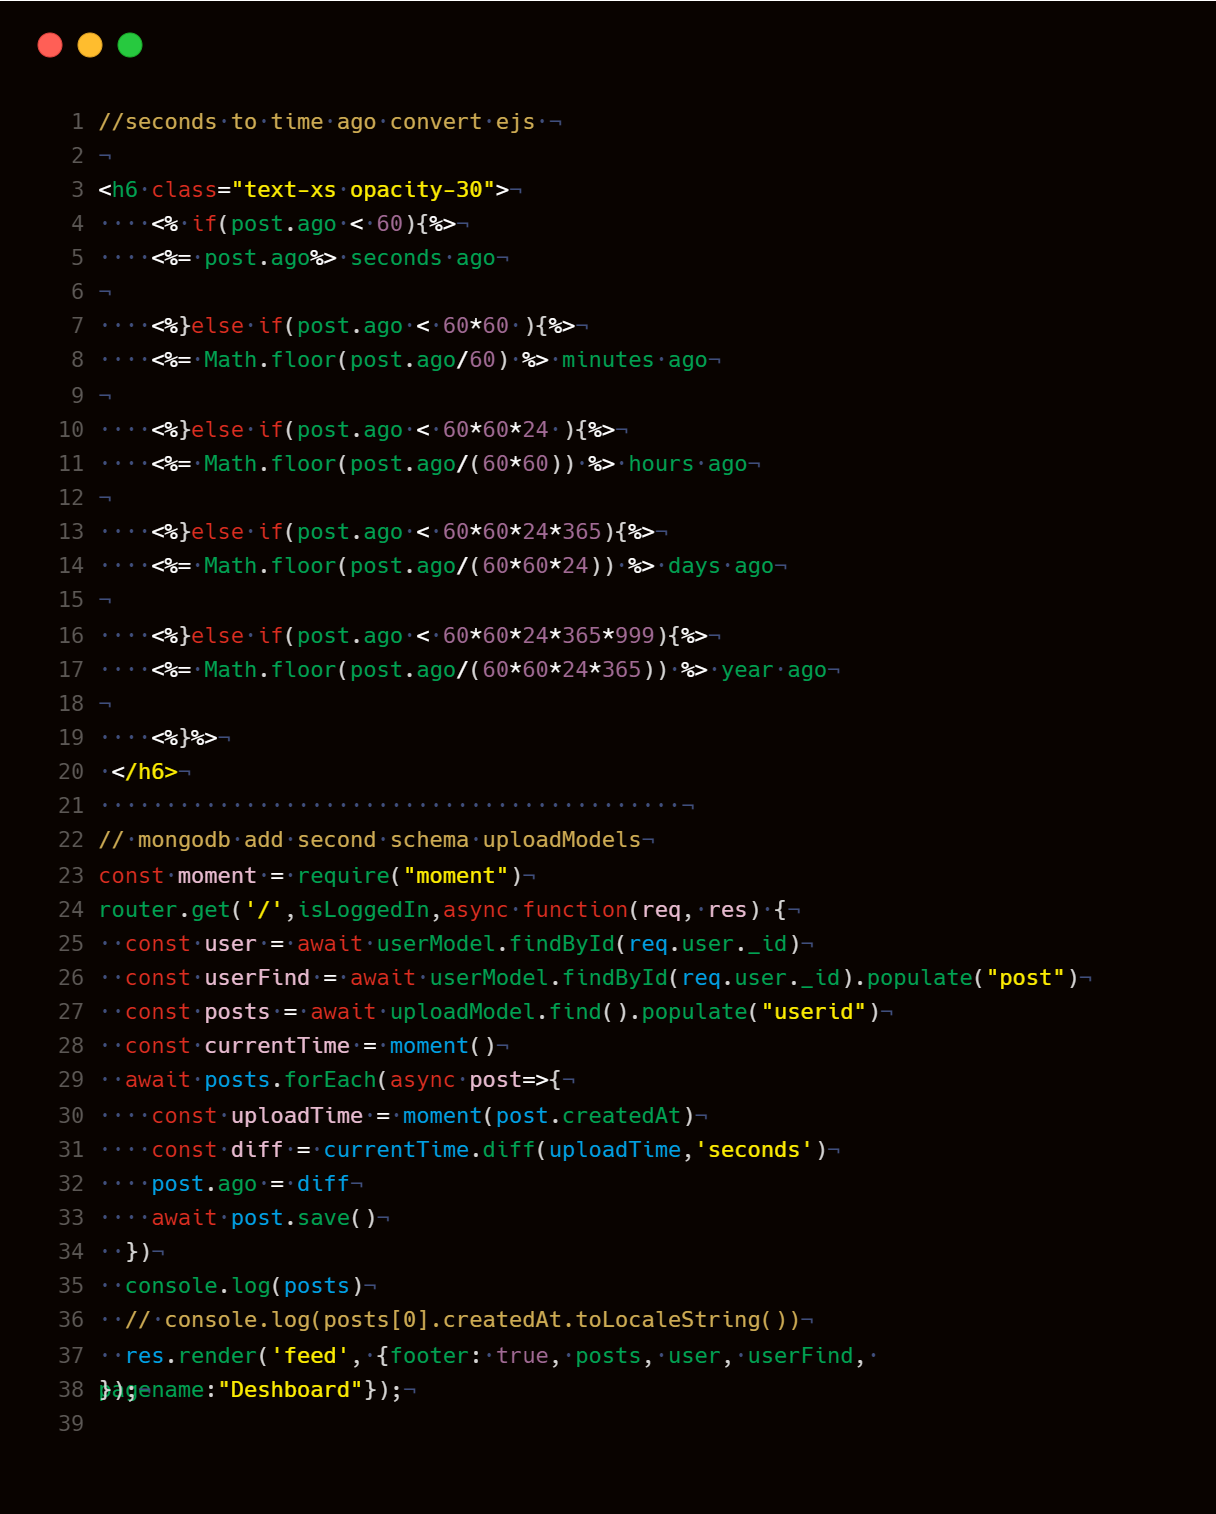 1 //seconds to time ago convert ejs
2
3 <h6 class="text-xs opacity-30">
4     <% if(post.ago < 60){%>
5     <%= post.ago%> seconds ago
6
7     <%}else if(post.ago < 60*60 ){%>
8     <%= Math.floor(post.ago/60) %> minutes ago
9
10     <%}else if(post.ago < 60*60*24 ){%>
11     <%= Math.floor(post.ago/(60*60)) %> hours ago
12
13     <%}else if(post.ago < 60*60*24*365){%>
14     <%= Math.floor(post.ago/(60*60*24)) %> days ago
15
16     <%}else if(post.ago < 60*60*24*365*999){%>
17     <%= Math.floor(post.ago/(60*60*24*365)) %> year ago
18
19     <%}%>
20  </h6>
21
22 // mongodb add second schema uploadModels
23 const moment = require("moment")
24 router.get('/',isLoggedIn,async function(req, res) {
25   const user = await userModel.findById(req.user._id)
26   const userFind = await userModel.findById(req.user._id).populate("post")
27   const posts = await uploadModel.find().populate("userid")
28   const currentTime = moment()
29   await posts.forEach(async post=>{
30     const uploadTime = moment(post.createdAt)
31     const diff = currentTime.diff(uploadTime,'seconds')
32     post.ago = diff
33     await post.save()
34   })
35   console.log(posts)
36   // console.log(posts[0].createdAt.toLocaleString())
37   res.render('feed', {footer: true, posts, user, userFind,
pagename:"Deshboard"});
38 });
39